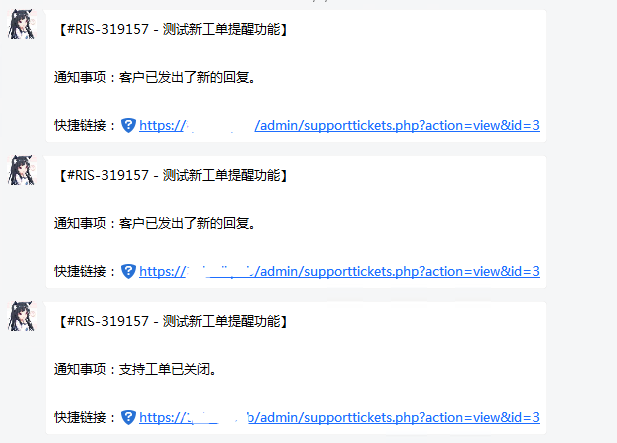 【#RIS-319157 - 测试新工单提醒功能】
通知事项：客户已发出了新的回复。
快捷链接： https:// /admin/supporttickets.php?action=view&id=3
【#RIS-319157 - 测试新工单提醒功能】
通知事项：客户已发出了新的回复。
快捷链接： https:// /admin/supporttickets.php?action=view&id=3
【#RIS-319157 - 测试新工单提醒功能】
通知事项：支持工单已关闭。
快捷链接： https:// /admin/supporttickets.php?action=view&id=3